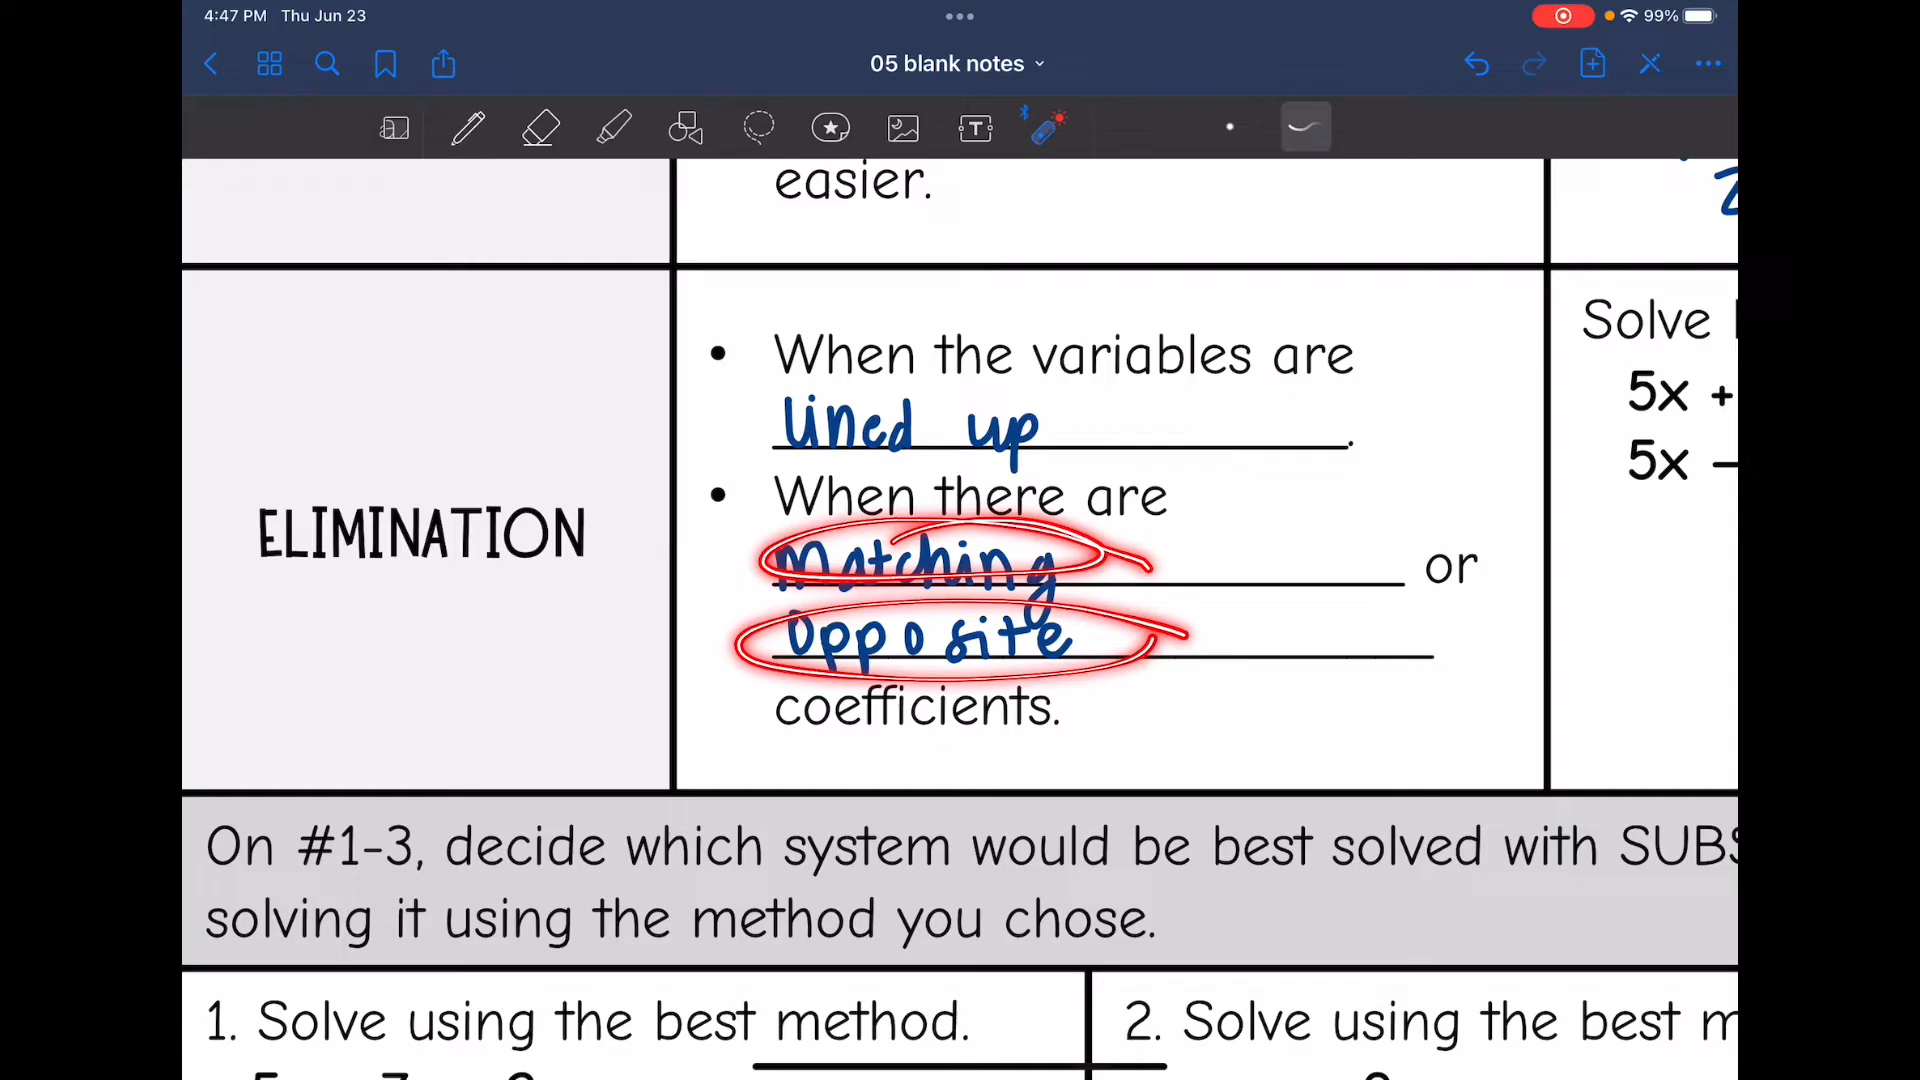 4:47 PM Thu Jun 23
99%
05 blank notes
easier.
ELIMINATION
• When the variables are
lined up.
• When there are
matching or
opposite
coefficients.
Solve
5x +
5x –
On #1-3, decide which system would be best solved with SUBS
solving it using the method you chose.
1. Solve using the best method.
2. Solve using the best m